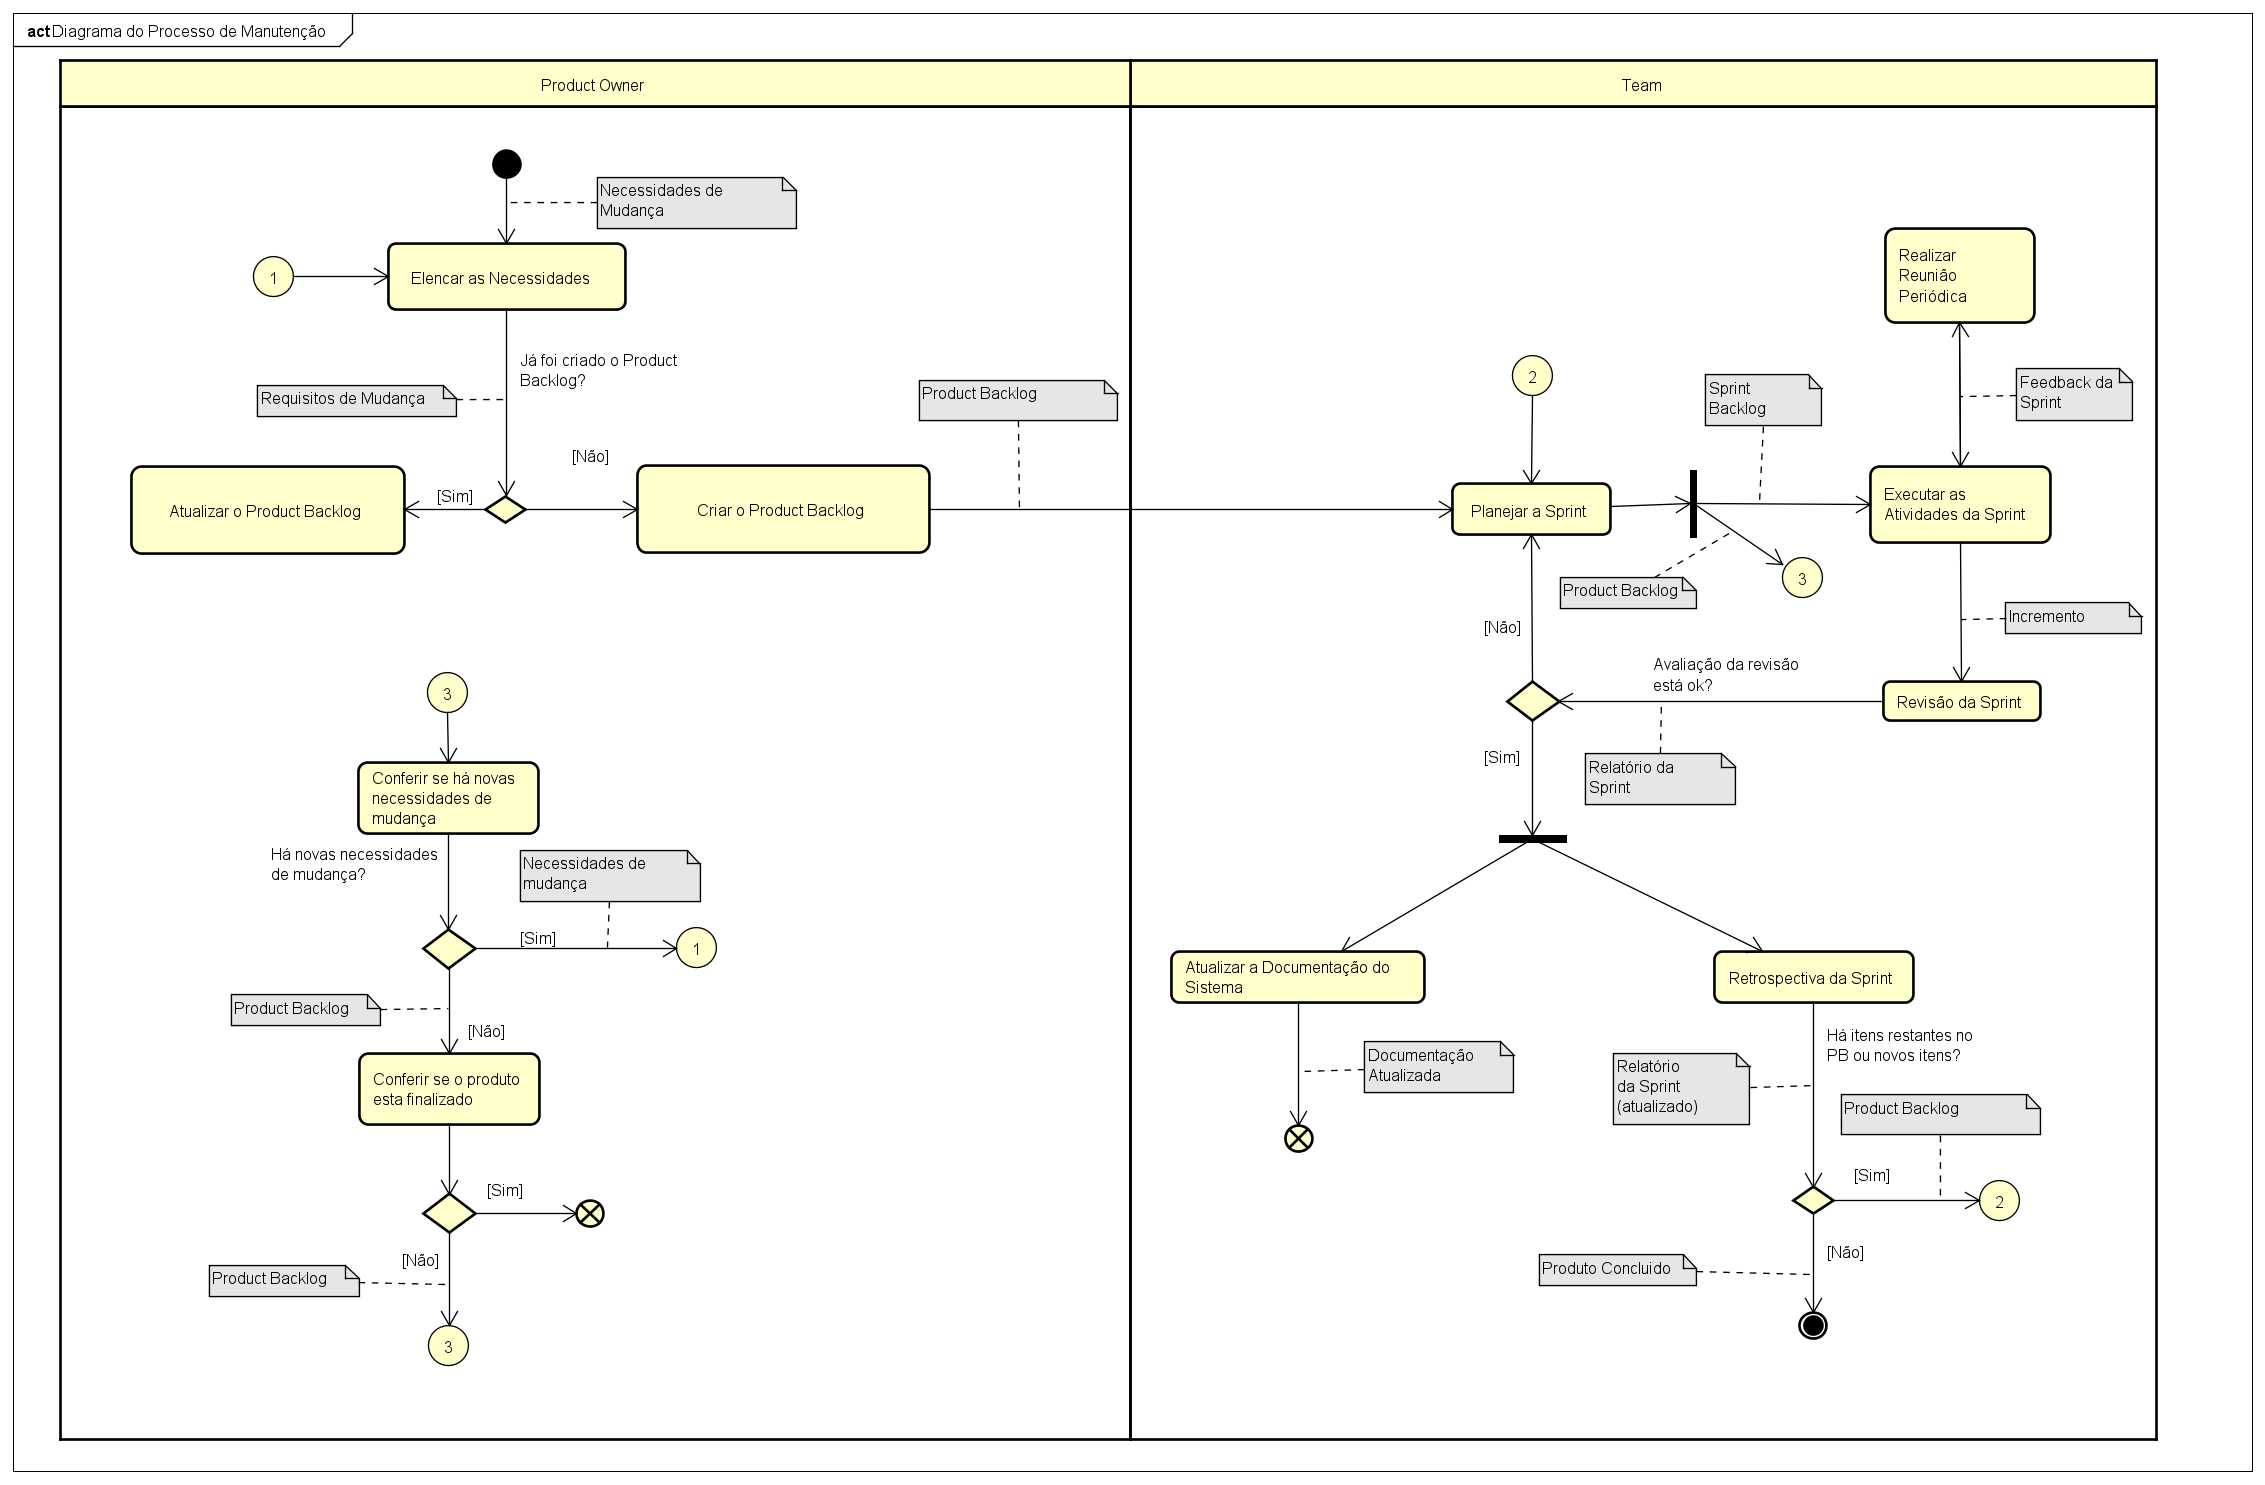 act Diagrama do Processo de Manutenção
Product Owner
Team
Necessidades de
Mudança
1
Elencar as Necessidades
Já foi criado o Product
Backlog?
Requisitos de Mudança
Product Backlog
[Não]
[Sim]
Atualizar o Product Backlog
Criar o Product Backlog
Realizar
Reunião
Periódica
2
Sprint
Backlog
Feedback da
Sprint
Planejar a Sprint
Executar as
Atividades da Sprint
Product Backlog
3
Incremento
[Não]
Avaliação da revisão
está ok?
Revisão da Sprint
[Sim]
Relatório da
Sprint
3
Conferir se há novas
necessidades de
mudança
Há novas necessidades
de mudança?
Necessidades de
mudança
[Sim]
1
Product Backlog
[Não]
Conferir se o produto
esta finalizado
[Sim]
[Não]
Product Backlog
3
Atualizar a Documentação do
Sistema
Retrospectiva da Sprint
Documentação
Atualizada
Há itens restantes no
PB ou novos itens?
Relatório
da Sprint
(atualizado)
Product Backlog
[Sim]
2
[Não]
Produto Concluido